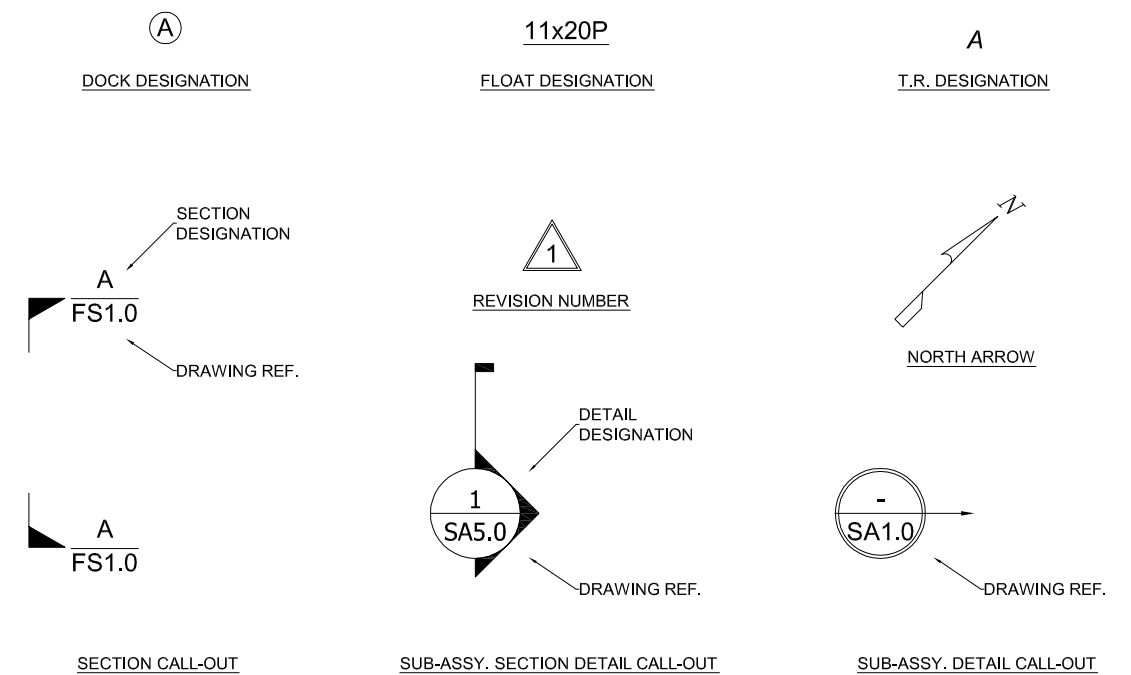 A
DOCK DESIGNATION
11x20P
FLOAT DESIGNATION
A
T.R. DESIGNATION
SECTION
DESIGNATION
A
FS1.0
DRAWING REF.
A
FS1.0
SECTION CALL-OUT
1
REVISION NUMBER
DETAIL
DESIGNATION
1
SA5.0
DRAWING REF.
SUB-ASSY. SECTION DETAIL CALL-OUT
N
NORTH ARROW
-
SA1.0
DRAWING REF.
SUB-ASSY. DETAIL CALL-OUT